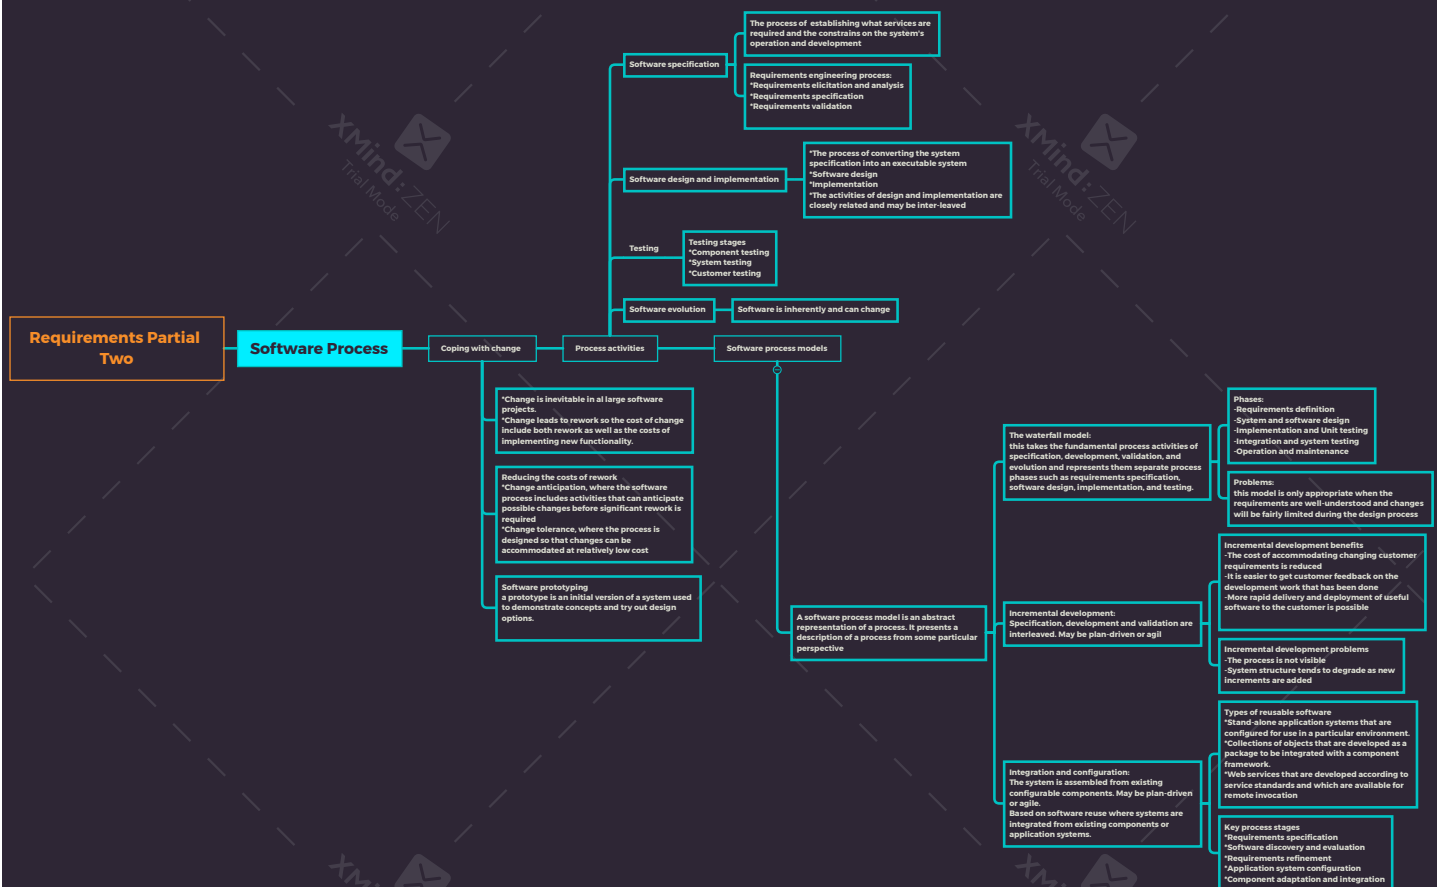 The process of establishing what services are
required and the constrains on the system's
operation and development
Software specification
Requirements engineering process:
*Requirements elicitation and analysis
*Requirements specification
*Requirements validation
XMind: ZEN
Trial Mode
XMind: ZEN
Trial Mode
*The process of converting the system
specification into an executable system
*Software design
*Implementation
*The activities of design and implementation are
closely related and may be inter-leaved
Software design and implementation
Testing
Testing stages
*Component testing
*System testing
*Customer testing
Software evolution
Software is inherently and can change
Requirements Partial
Two
Software Process
Coping with change
Process activities
Software process models
*Change is inevitable in al large software
projects.
*Change leads to rework so the cost of change
include both rework as well as the costs of
implementing new functionality.
Reducing the costs of rework
*Change anticipation, where the software
process includes activities that can anticipate
possible changes before significant rework is
required
*Change tolerance, where the process is
designed so that changes can be
accommodated at relatively low cost
Software prototyping
a prototype is an initial version of a system used
to demonstrate concepts and try out design
options.
A software process model is an abstract
representation of a process. It presents a
description of a process from some particular
perspective
The waterfall model:
this takes the fundamental process activities of
specification, development, validation, and
evolution and represents them separate process
phases such as requirements specification,
software design, implementation, and testing.
Phases:
-Requirements definition
-System and software design
-Implementation and Unit testing
-Integration and system testing
-Operation and maintenance
Problems:
this model is only appropriate when the
requirements are well-understood and changes
will be fairly limited during the design process
Incremental development:
Specification, development and validation are
interleaved. May be plan-driven or agil
Incremental development benefits
-The cost of accommodating changing customer
requirements is reduced
-It is easier to get customer feedback on the
development work that has been done
-More rapid delivery and deployment of useful
software to the customer is possible
Incremental development problems
-The process is not visible
-System structure tends to degrade as new
increments are added
Integration and configuration:
The system is assembled from existing
configurable components. May be plan-driven
or agile.
Based on software reuse where systems are
integrated from existing components or
application systems.
Types of reusable software
*Stand-alone application systems that are
configured for use in a particular environment.
*Collections of objects that are developed as a
package to be integrated with a component
framework.
*Web services that are developed according to
service standards and which are available for
remote invocation
Key process stages
*Requirements specification
*Software discovery and evaluation
*Requirements refinement
*Application system configuration
*Component adaptation and integration